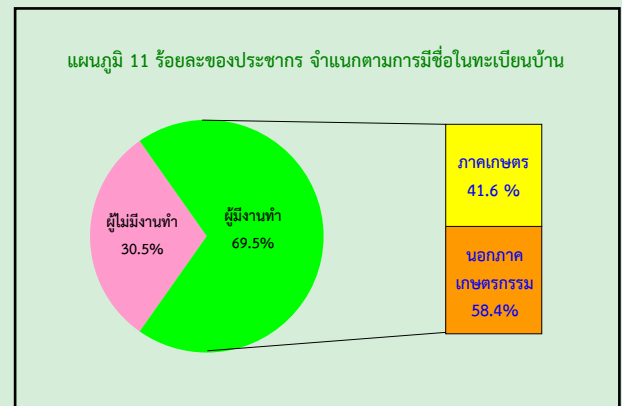 แผนภูมิ 11 ร้อยละของประชากร จำแนกตามการมีชื่อในทะเบียนบ้าน
ผู้ไม่มีงานทำ
30.5%
ผู้มีงานทำ
69.5%
ภาคเกษตร
41.6 %
นอกภาค
เกษตรกรรม
58.4%